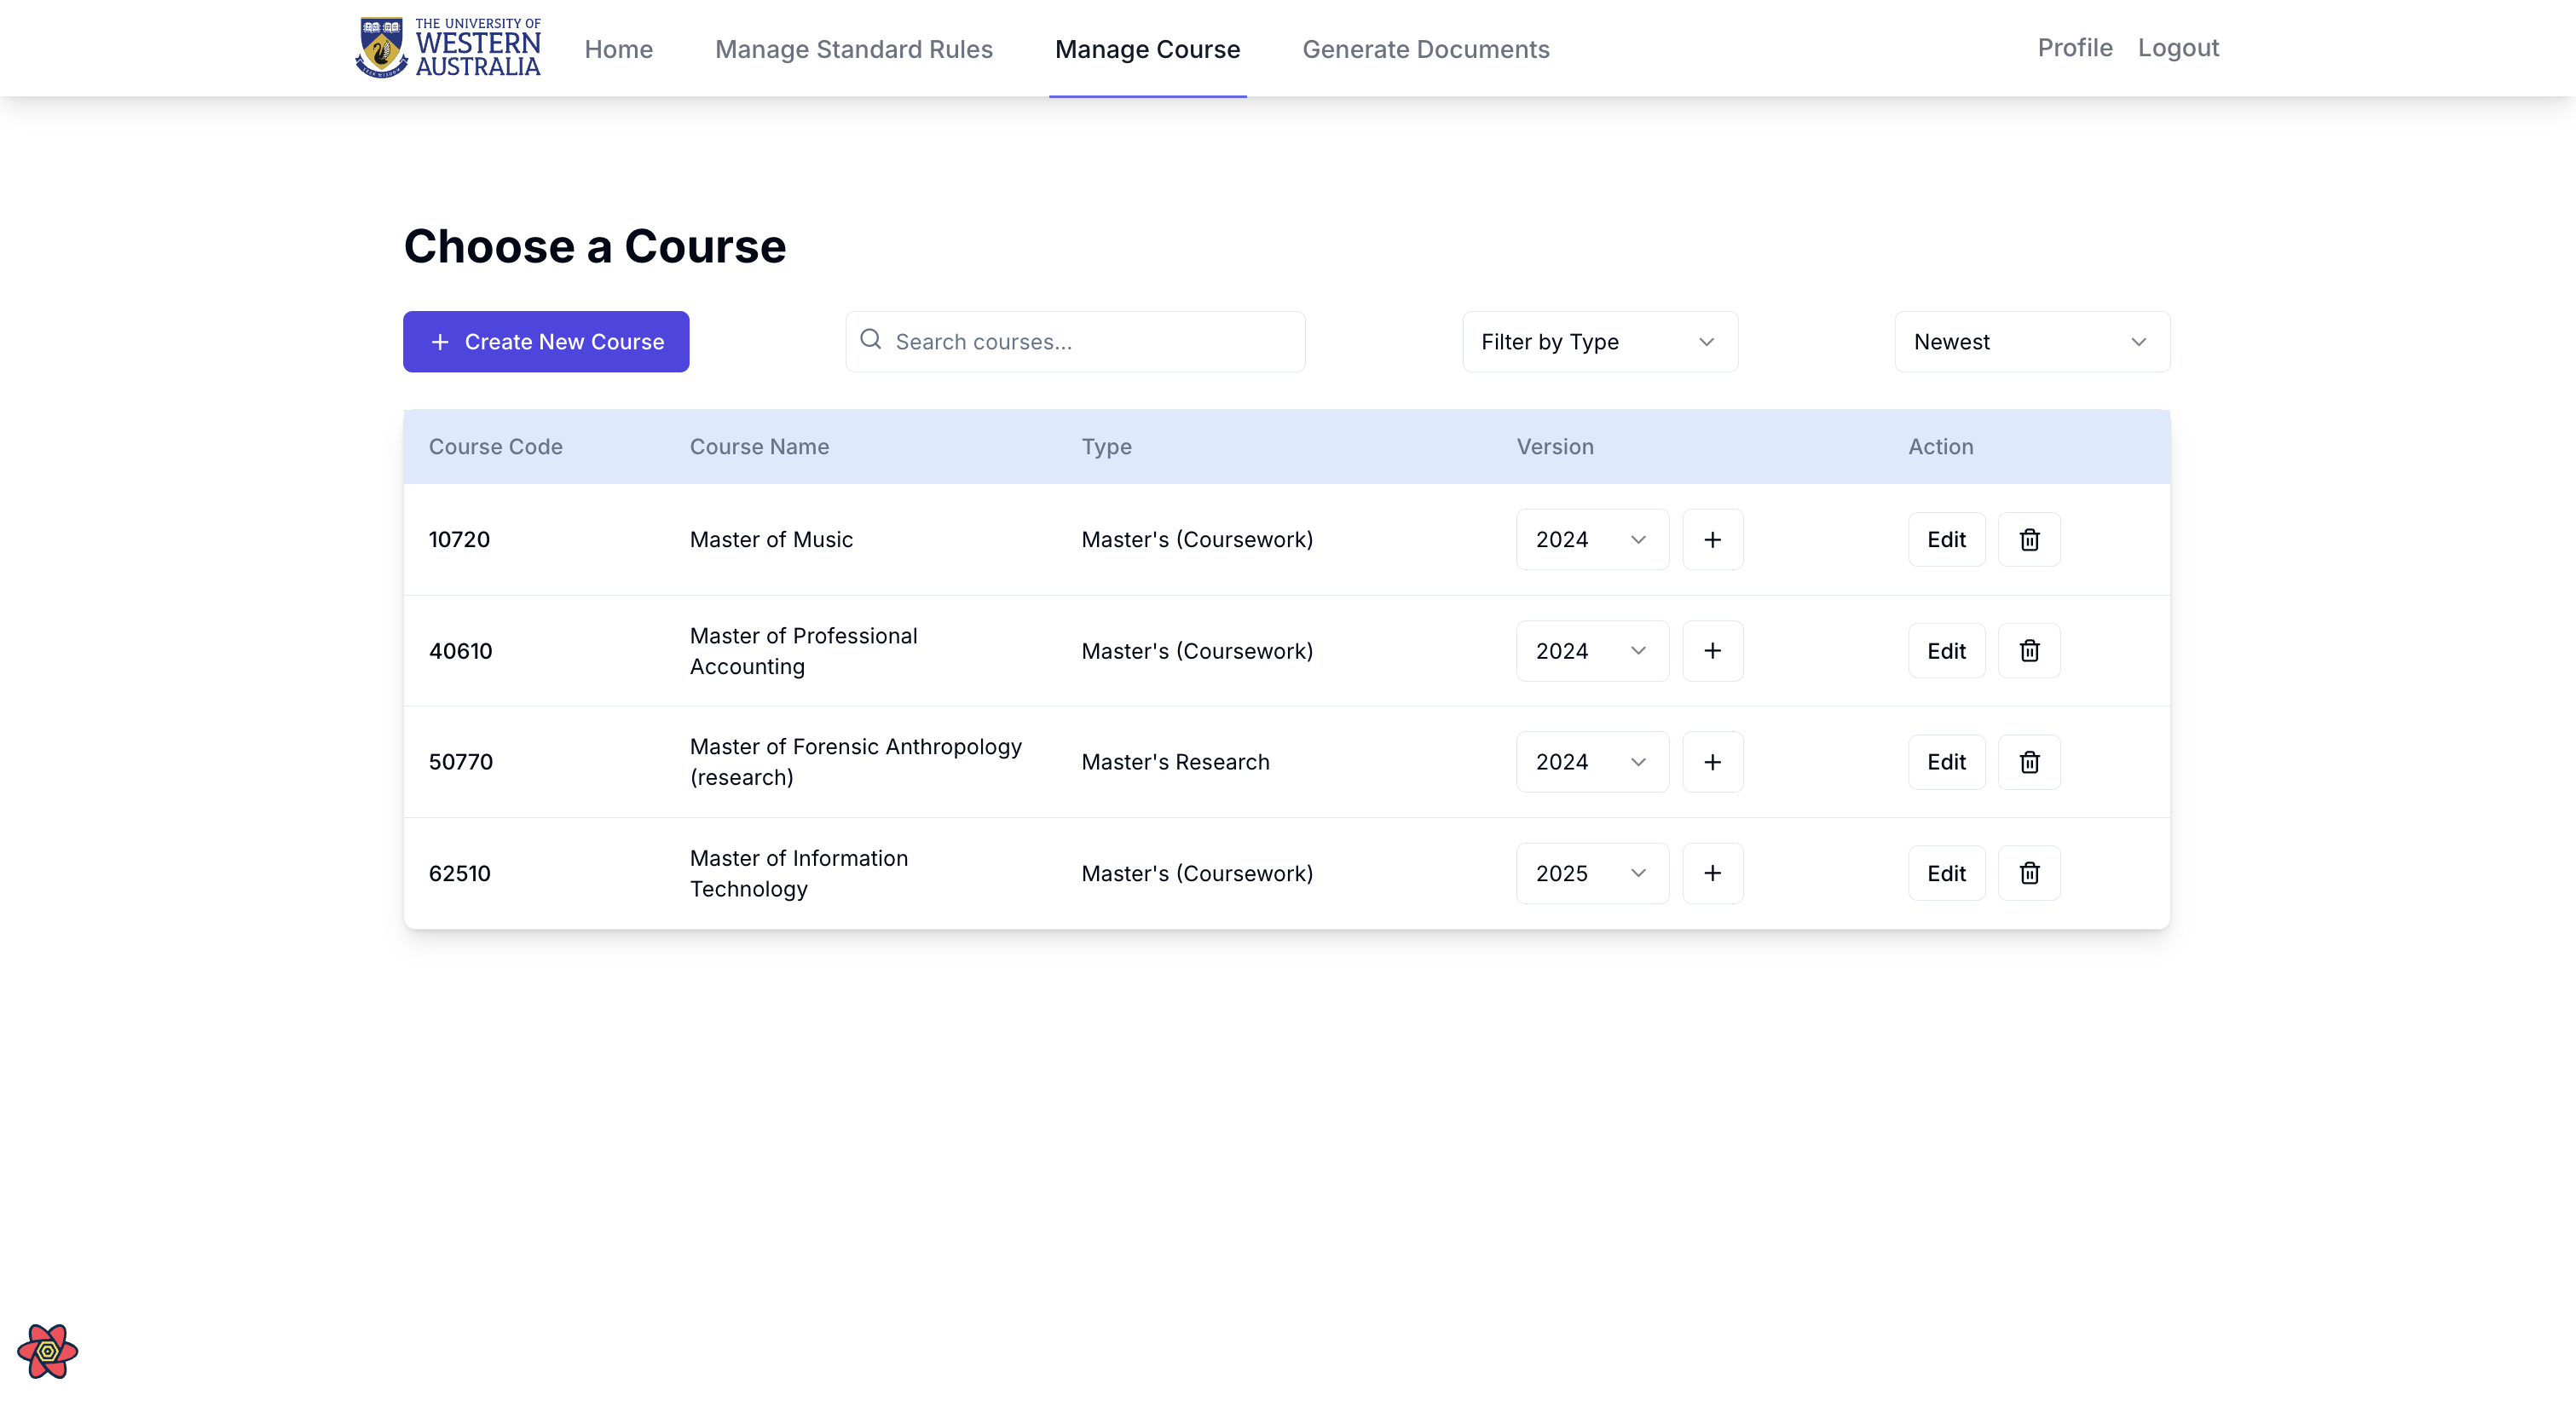 THE UNIVERSITY OF
WESTERN
AUSTRALIA
Home
Manage Standard Rules
Manage Course
Generate Documents
Profile
Logout
Choose a Course
Create New Course
Search courses...
Filter by Type
Newest
Course Code
Course Name
Type
Version
Action
10720
Master of Music
Master's (Coursework)
2024
Edit
40610
Master of Professional
Accounting
Master's (Coursework)
2024
Edit
50770
Master of Forensic Anthropology
(research)
Master's Research
2024
Edit
62510
Master of Information
Technology
Master's (Coursework)
2025
Edit